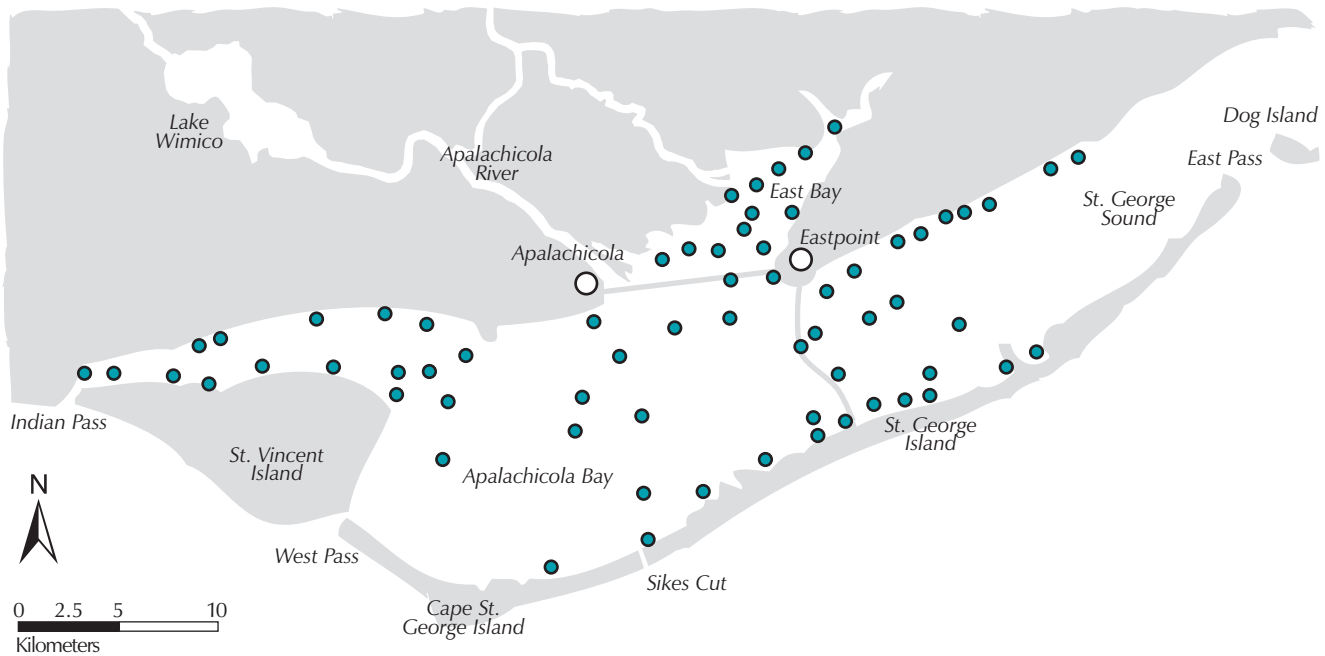 Dog Island
Lake
Wimico
Apalachicola
River
East Pass
East Bay
St. George
Sound
Eastpoint
Apalachicola
Indian Pass
St. George
Island
St. Vincent
Island
Apalachicola Bay
N
West Pass
Sikes Cut
Cape St.
George Island
0 2.5 5 10
Kilometers